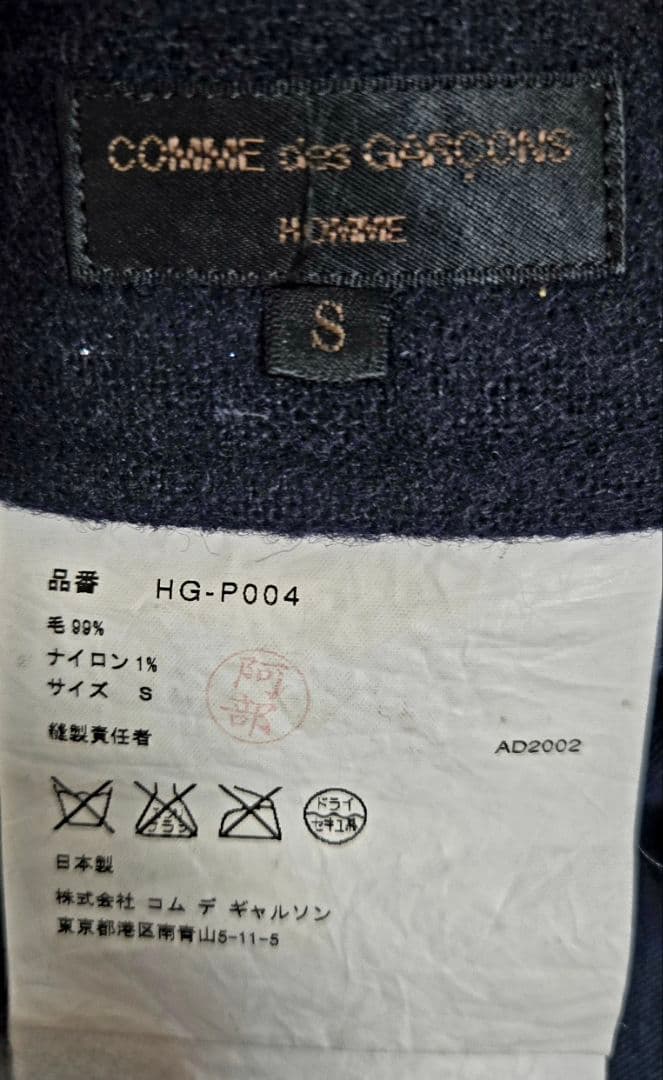 COMME des GARÇONS
HOMME
S
品番 HG-P004
毛 99%
ナイロン 1%
サイズ S
阿部
縫製責任者
AD2002
ドライ
セキユ系
日本製
株式会社 コム デ ギャルソン
東京都港区南青山5-11-5